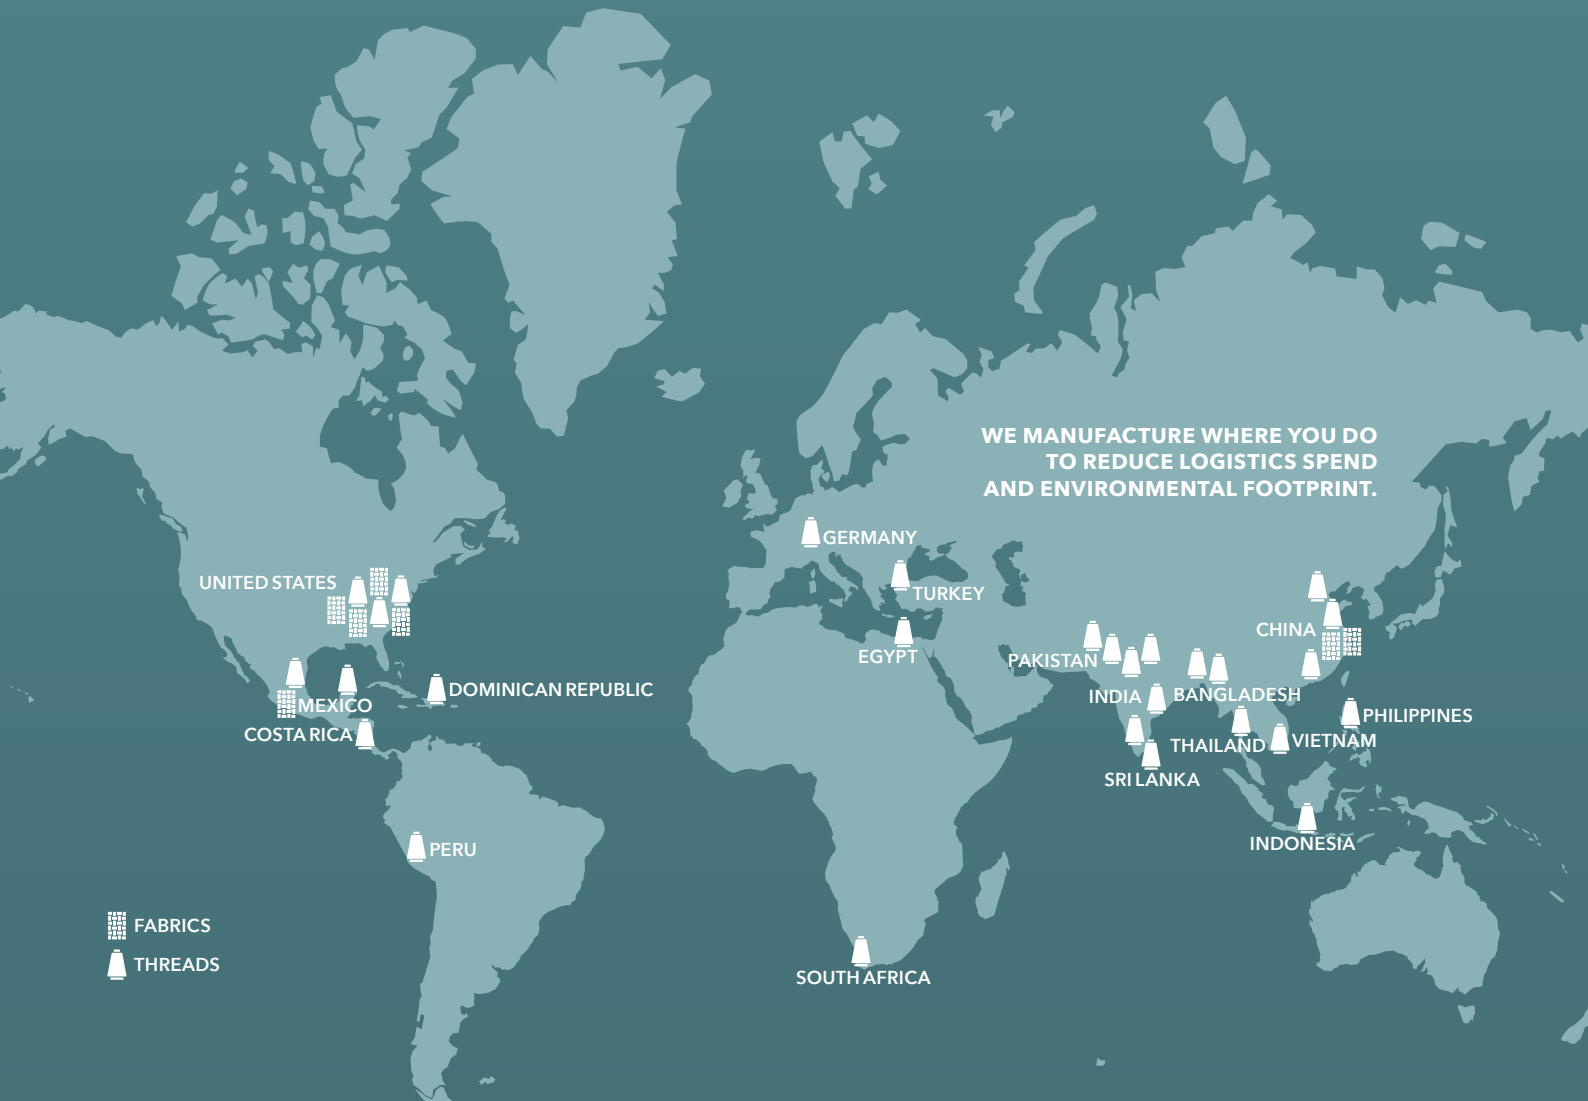 WE MANUFACTURE WHERE YOU DO
TO REDUCE LOGISTICS SPEND
AND ENVIRONMENTAL FOOTPRINT.
GERMANY
UNITED STATES
TURKEY
CHINA
EGYPT
PAKISTAN
DOMINICAN REPUBLIC
INDIA
BANGLADESH
MEXICO
PHILIPPINES
COSTA RICA
VIETNAM
THAILAND
SRI LANKA
INDONESIA
PERU
FABRICS
THREADS
SOUTH AFRICA